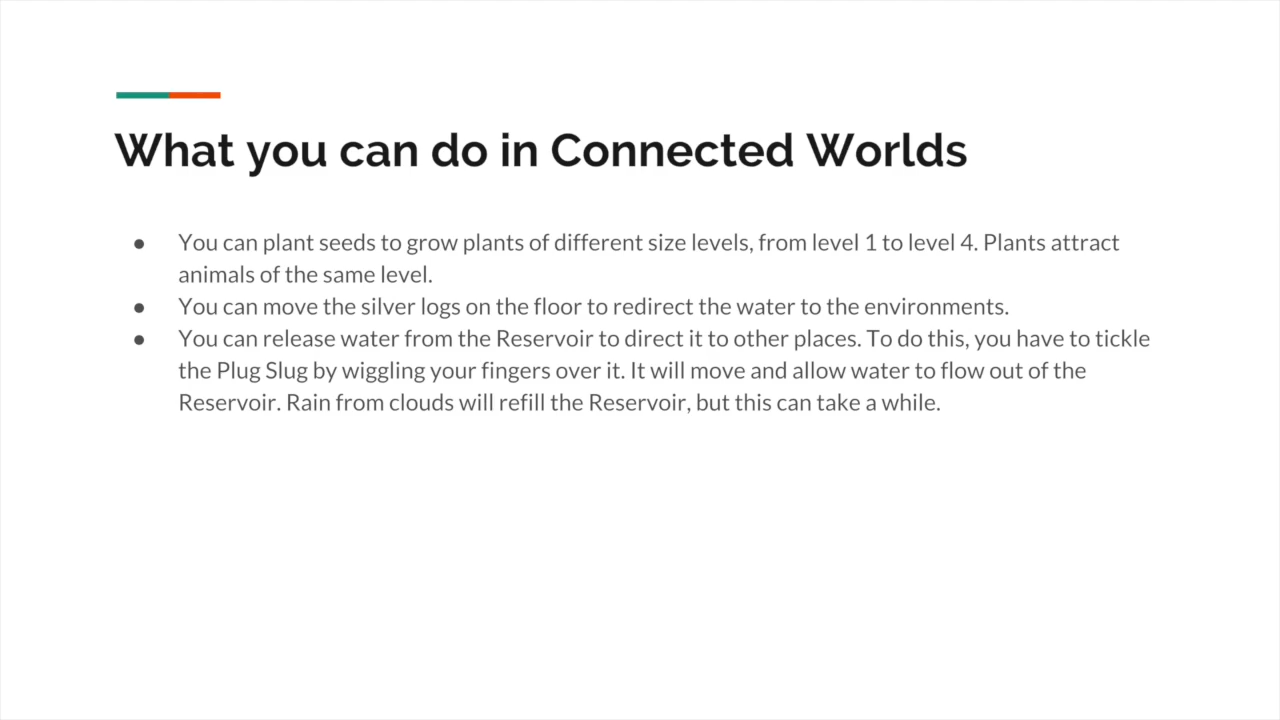 What you can do in Connected Worlds
● You can plant seeds to grow plants of different size levels, from level 1 to level 4. Plants attract
animals of the same level.
● You can move the silver logs on the floor to redirect the water to the environments.
● You can release water from the Reservoir to direct it to other places. To do this, you have to tickle
the Plug Slug by wiggling your fingers over it. It will move and allow water to flow out of the
Reservoir. Rain from clouds will refill the Reservoir, but this can take a while.